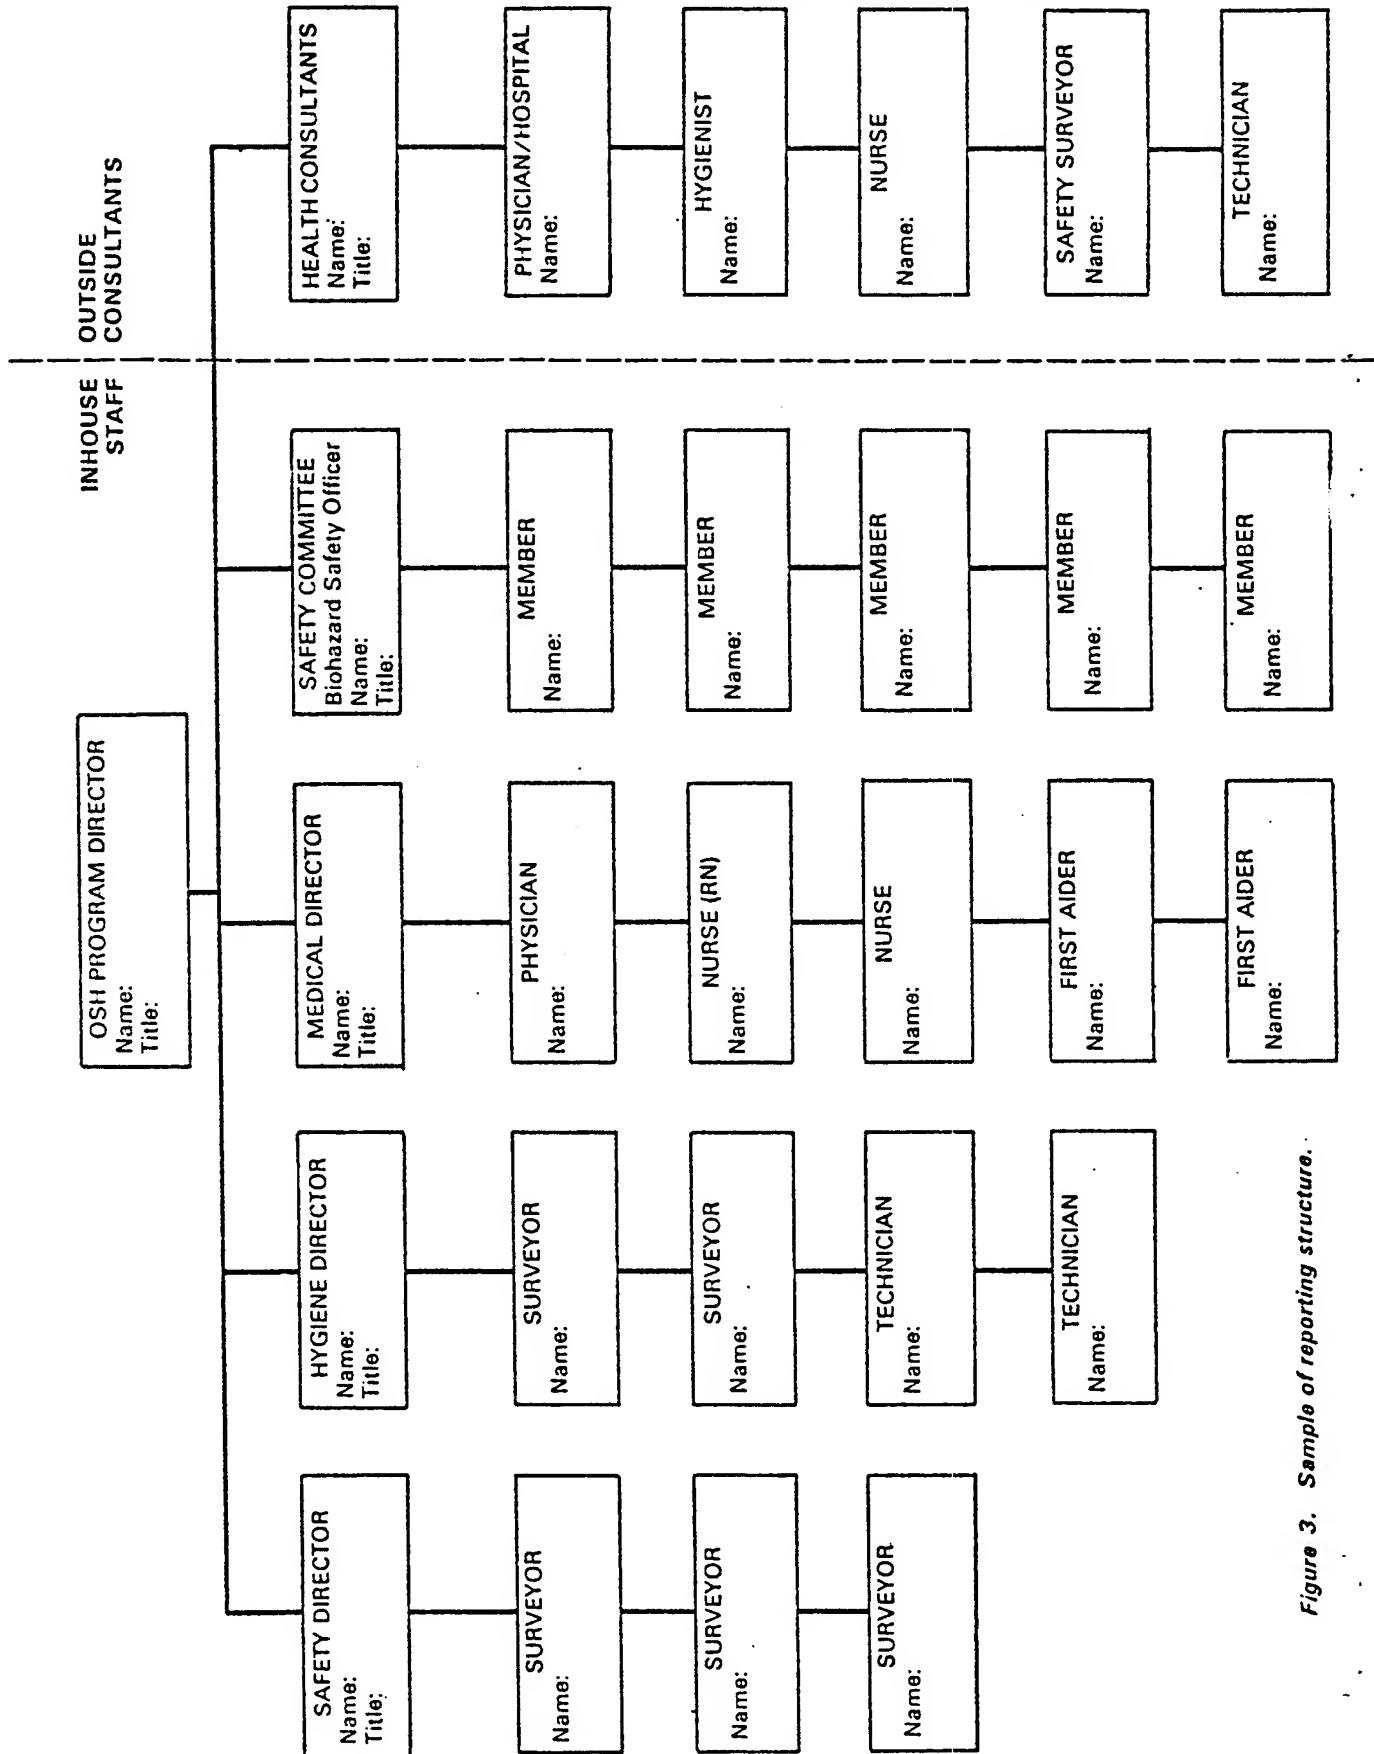 INHOUSE
STAFF
OUTSIDE
CONSULTANTS
OSH PROGRAM DIRECTOR
Name:
Title:
SAFETY DIRECTOR
Name:
Title:
SURVEYOR
Name:
SURVEYOR
Name:
SURVEYOR
Name:
HYGIENE DIRECTOR
Name:
Title:
SURVEYOR
Name:
SURVEYOR
Name:
TECHNICIAN
Name:
TECHNICIAN
Name:
MEDICAL DIRECTOR
Name:
Title:
PHYSICIAN
Name:
NURSE (RN)
Name:
NURSE
Name:
FIRST AIDER
Name:
FIRST AIDER
Name:
SAFETY COMMITTEE
Biohazard Safety Officer
Name:
Title:
MEMBER
Name:
MEMBER
Name:
MEMBER
Name:
MEMBER
Name:
MEMBER
Name:
HEALTH CONSULTANTS
Name:
Title:
PHYSICIAN/HOSPITAL
Name:
HYGIENIST
Name:
NURSE
Name:
SAFETY SURVEYOR
Name:
TECHNICIAN
Name:
Figure 3. Sample of reporting structure.